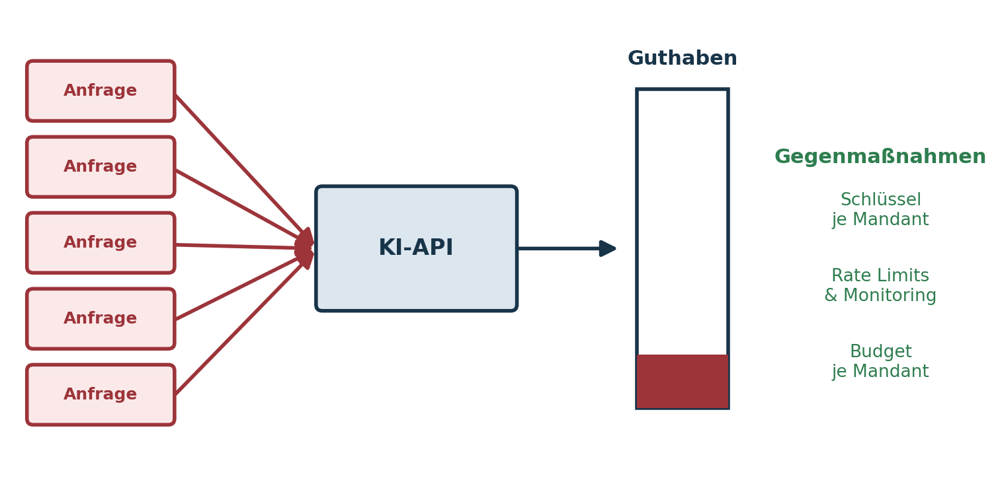 Anfrage
Anfrage
Anfrage
Anfrage
Anfrage
KI-API
Guthaben
Gegenmaßnahmen
Schlüssel
je Mandant
Rate Limits
& Monitoring
Budget
je Mandant